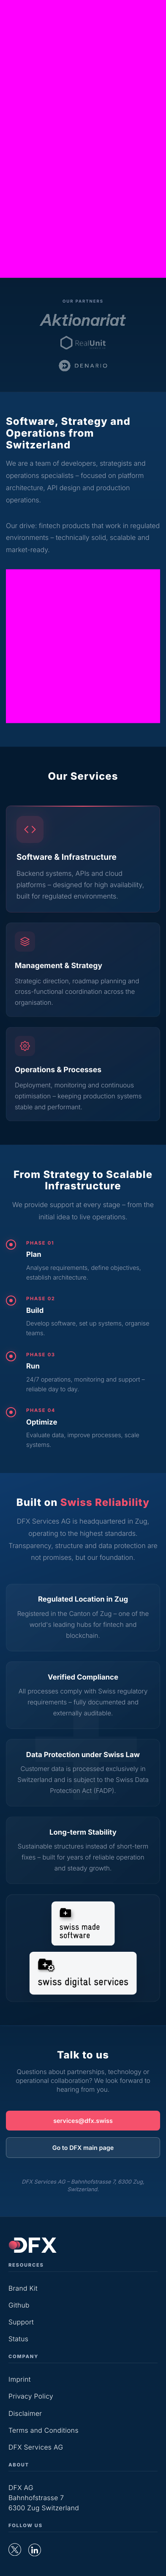 OUR PARTNERS
Aktionariat
RealUnit
DENARIO
Software, Strategy and
Operations from
Switzerland
We are a team of developers, strategists and
operations specialists – focused on platform
architecture, API design and production
operations.
Our drive: fintech products that work in regulated
environments – technically solid, scalable and
market-ready.
Our Services
Software & Infrastructure
Backend systems, APIs and cloud
platforms – designed for high availability,
built for regulated environments.
Management & Strategy
Strategic direction, roadmap planning and
cross-functional coordination across the
organisation.
Operations & Processes
Deployment, monitoring and continuous
optimisation – keeping production systems
stable and performant.
From Strategy to Scalable
Infrastructure
We provide support at every stage – from the
initial idea to live operations.
PHASE 01
Plan
Analyse requirements, define objectives,
establish architecture.
PHASE 02
Build
Develop software, set up systems, organise
teams.
PHASE 03
Run
24/7 operations, monitoring and support –
reliable day to day.
PHASE 04
Optimize
Evaluate data, improve processes, scale
systems.
Built on Swiss Reliability
DFX Services AG is headquartered in Zug,
operating to the highest standards.
Transparency, structure and data protection are
not promises, but our foundation.
Regulated Location in Zug
Registered in the Canton of Zug – one of the
world's leading hubs for fintech and
blockchain.
Verified Compliance
All processes comply with Swiss regulatory
requirements – fully documented and
externally auditable.
Data Protection under Swiss Law
Customer data is processed exclusively in
Switzerland and is subject to the Swiss Data
Protection Act (FADP).
Long-term Stability
Sustainable structures instead of short-term
fixes – built for years of reliable operation
and steady growth.
swiss made
software
swiss digital services
Talk to us
Questions about partnerships, technology or
operational collaboration? We look forward to
hearing from you.
services@dfx.swiss
Go to DFX main page
DFX Services AG – Bahnhofstrasse 7, 6300 Zug,
Switzerland.
DFX
RESOURCES
Brand Kit
Github
Support
Status
COMPANY
Imprint
Privacy Policy
Disclaimer
Terms and Conditions
DFX Services AG
ABOUT
DFX AG
Bahnhofstrasse 7
6300 Zug Switzerland
FOLLOW US